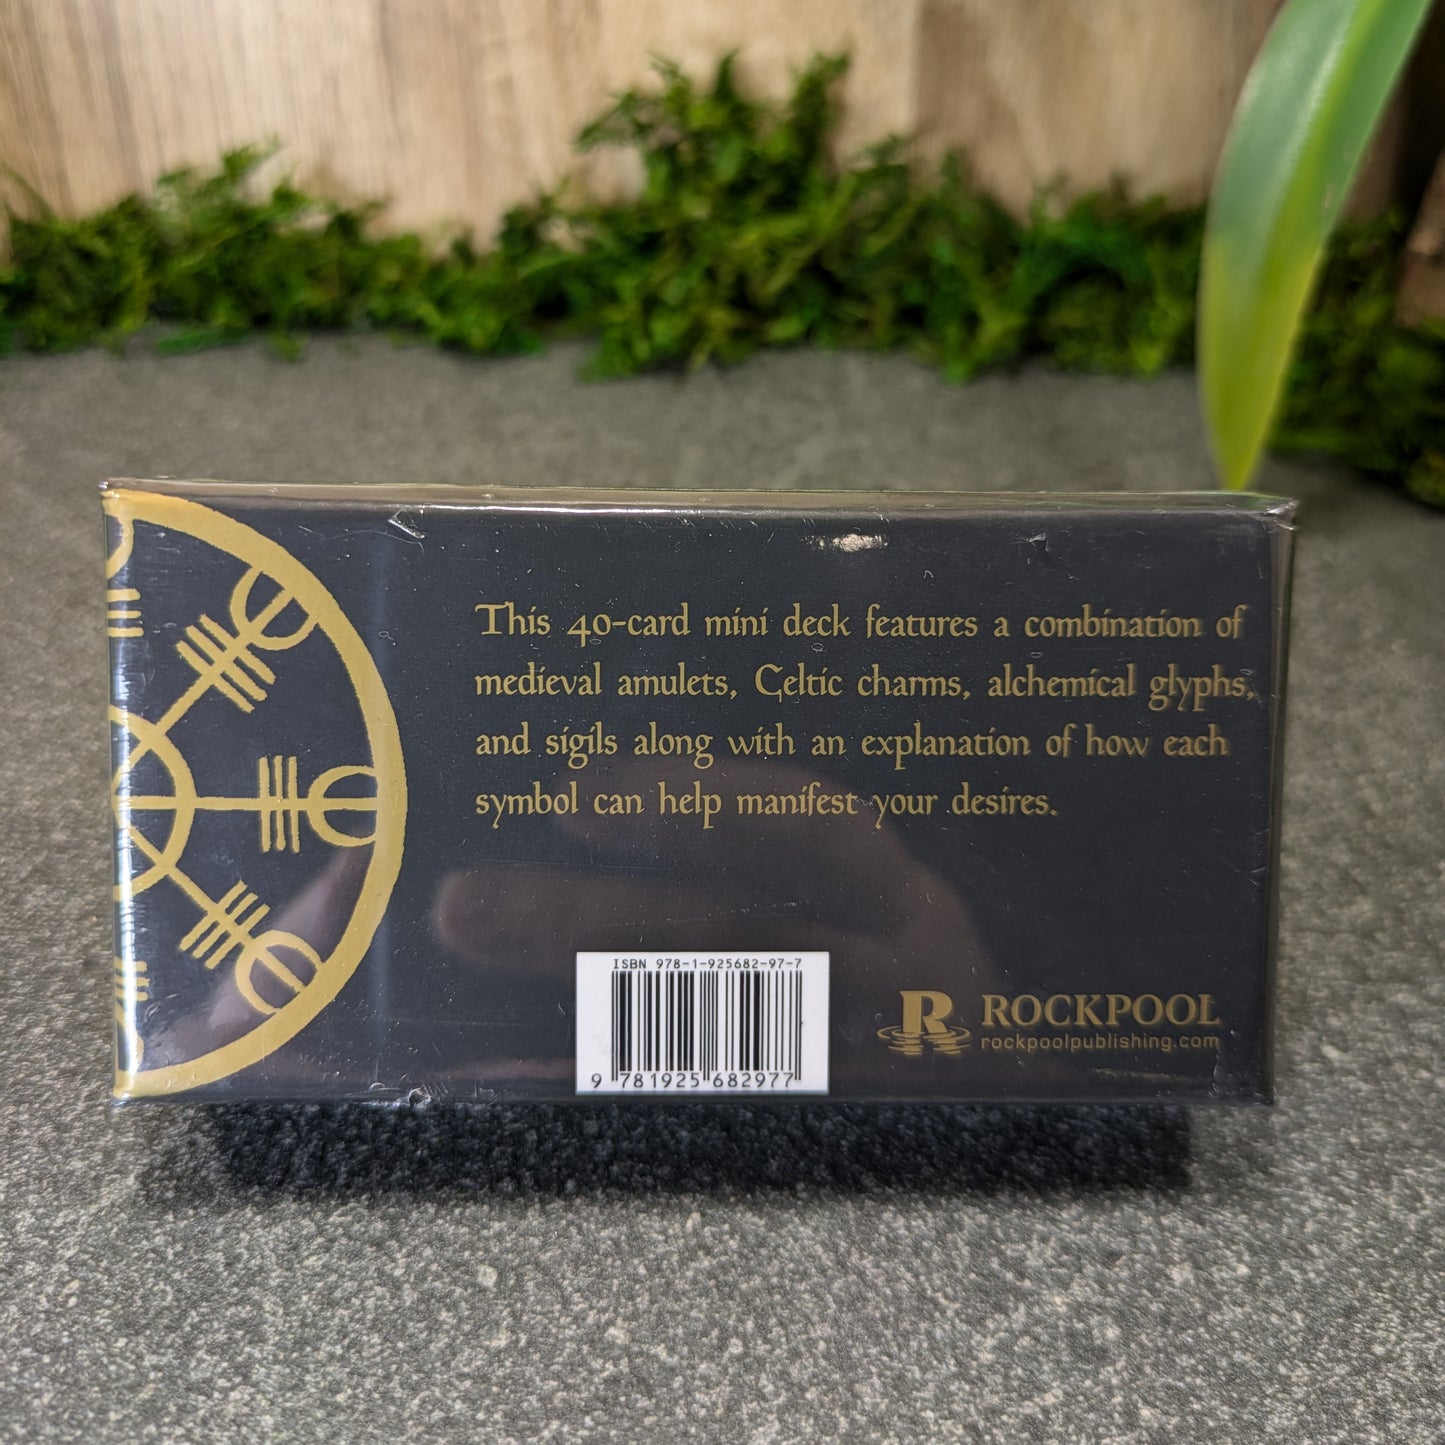 This 40-card mini deck features a combination of
medieval amulets, Celtic charms, alchemical glyphs,
and sigils along with an explanation of how each
symbol can help manifest your desires.
ISBN 978-1-925682-97-7
9 781925 682977
R ROCKPOOL
rockpoolpublishing.com